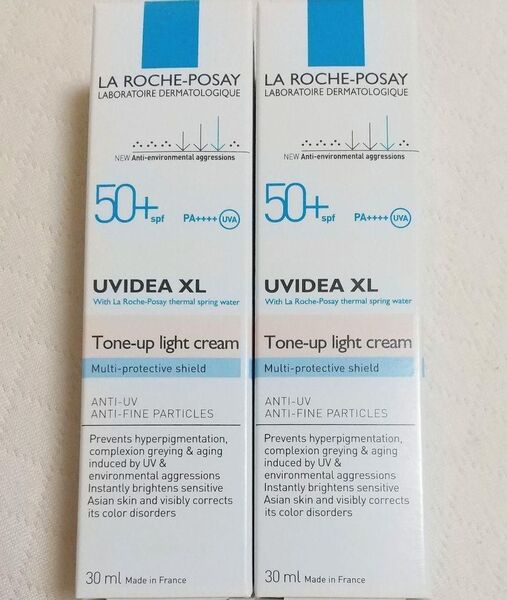 LA ROCHE-POSAY
LABORATOIRE DERMATOLOGIQUE
NEW Anti-environmental aggressions
50+ spf PA++++ UVA
UVIDEA XL
With La Roche-Posay thermal spring water
Tone-up light cream
Multi-protective shield
ANTI-UV
ANTI-FINE PARTICLES
Prevents hyperpigmentation,
complexion greying & aging
induced by UV &
environmental aggressions
Instantly brightens sensitive
Asian skin and visibly corrects
its color disorders
30 ml Made in France
LA ROCHE-POSAY
LABORATOIRE DERMATOLOGIQUE
NEW Anti-environmental aggressions
50+ spf PA++++ UVA
UVIDEA XL
With La Roche-Posay thermal spring water
Tone-up light cream
Multi-protective shield
ANTI-UV
ANTI-FINE PARTICLES
Prevents hyperpigmentation,
complexion greying & aging
induced by UV &
environmental aggressions
Instantly brightens sensitive
Asian skin and visibly corrects
its color disorders
30 ml Made in France